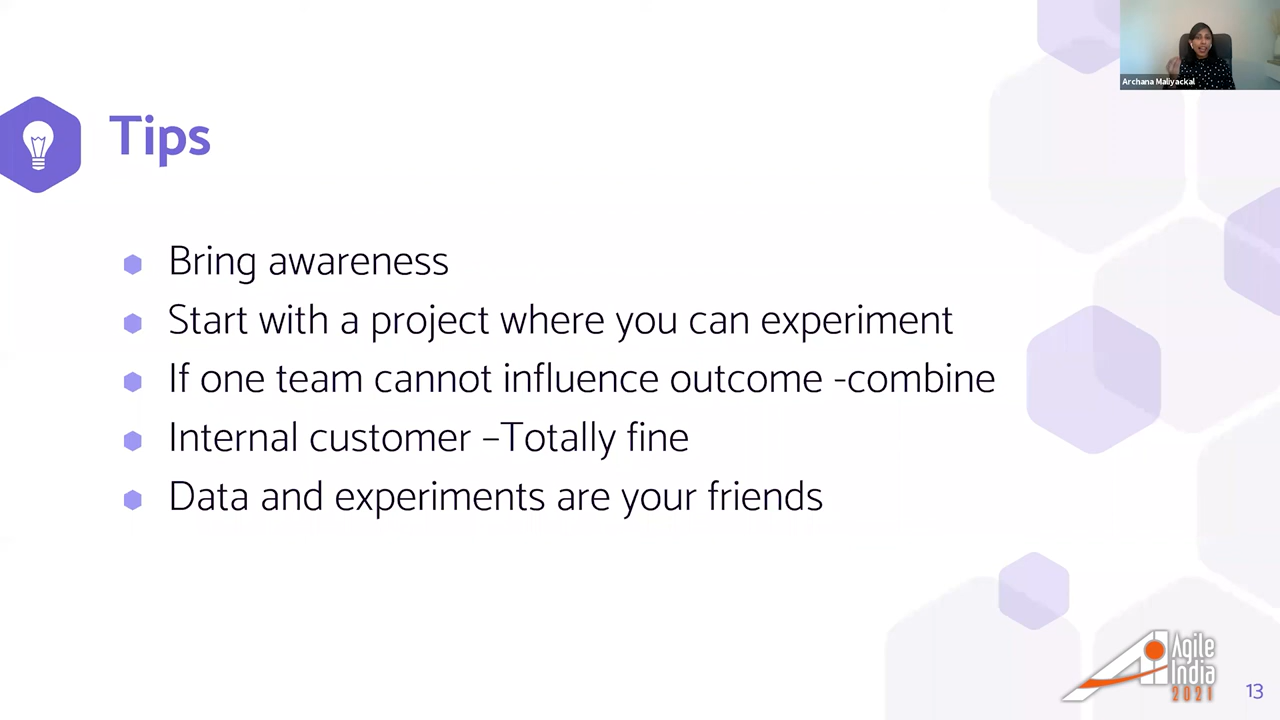 Archana Maliyackal
Tips
Bring awareness
Start with a project where you can experiment
If one team cannot influence outcome -combine
Internal customer –Totally fine
Data and experiments are your friends
Agile
India
2021
13